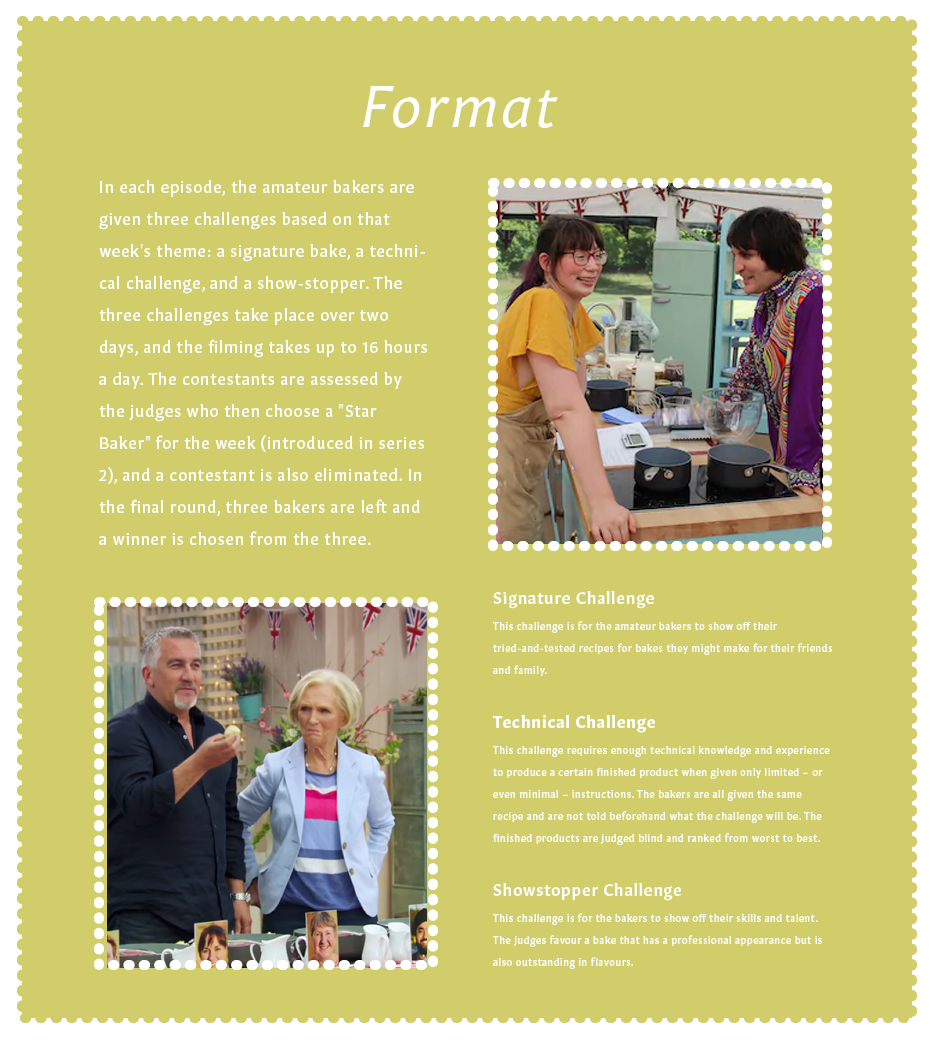 Format
In each episode, the amateur bakers are
given three challenges based on that
week's theme: a signature bake, a techni-
cal challenge, and a show-stopper. The
three challenges take place over two
days, and the filming takes up to 16 hours
a day. The contestants are assessed by
the judges who then choose a "Star
Baker" for the week (introduced in series
2), and a contestant is also eliminated. In
the final round, three bakers are left and
a winner is chosen from the three.
Signature Challenge
This challenge is for the amateur bakers to show off their
tried-and-tested recipes for bakes they might make for their friends
and family.
Technical Challenge
This challenge requires enough technical knowledge and experience
to produce a certain finished product when given only limited – or
even minimal – instructions. The bakers are all given the same
recipe and are not told beforehand what the challenge will be. The
finished products are judged blind and ranked from worst to best.
Showstopper Challenge
This challenge is for the bakers to show off their skills and talent.
The judges favour a bake that has a professional appearance but is
also outstanding in flavours.